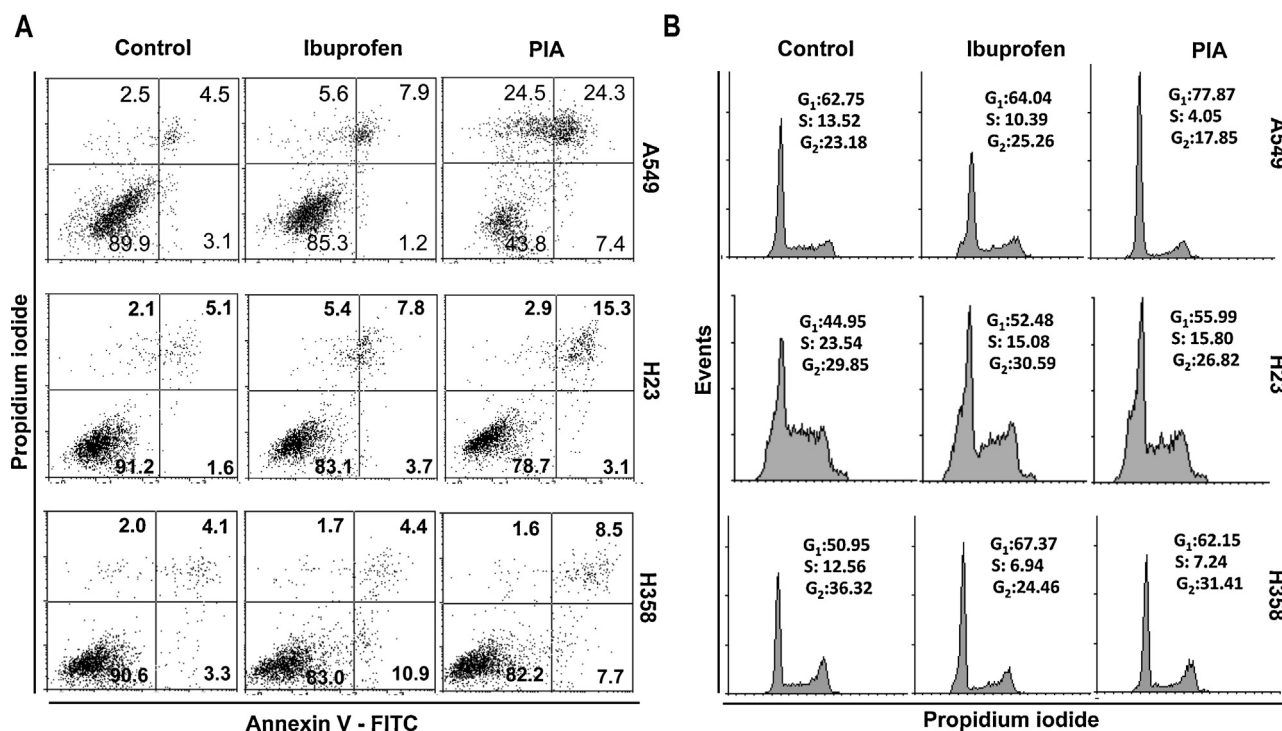 A
Control Ibuprofen PIA
2.5 4.5 5.6 7.9 24.5 24.3
89.9 3.1 85.3 1.2 43.8 7.4
A549
2.1 5.1 5.4 7.8 2.9 15.3
91.2 1.6 83.1 3.7 78.7 3.1
H23
2.0 4.1 1.7 4.4 1.6 8.5
90.6 3.3 83.0 10.9 82.2 7.7
H358
Propidium iodide
Annexin V - FITC
B
Control Ibuprofen PIA
G1:62.75 G1:64.04 G1:77.87
S: 13.52 S: 10.39 S: 4.05
G2:23.18 G2:25.26 G2:17.85
A549
G1:44.95 G1:52.48 G1:55.99
S: 23.54 S: 15.08 S: 15.80
G2:29.85 G2:30.59 G2:26.82
H23
G1:50.95 G1:67.37 G1:62.15
S: 12.56 S: 6.94 S: 7.24
G2:36.32 G2:24.46 G2:31.41
H358
Events
Propidium iodide